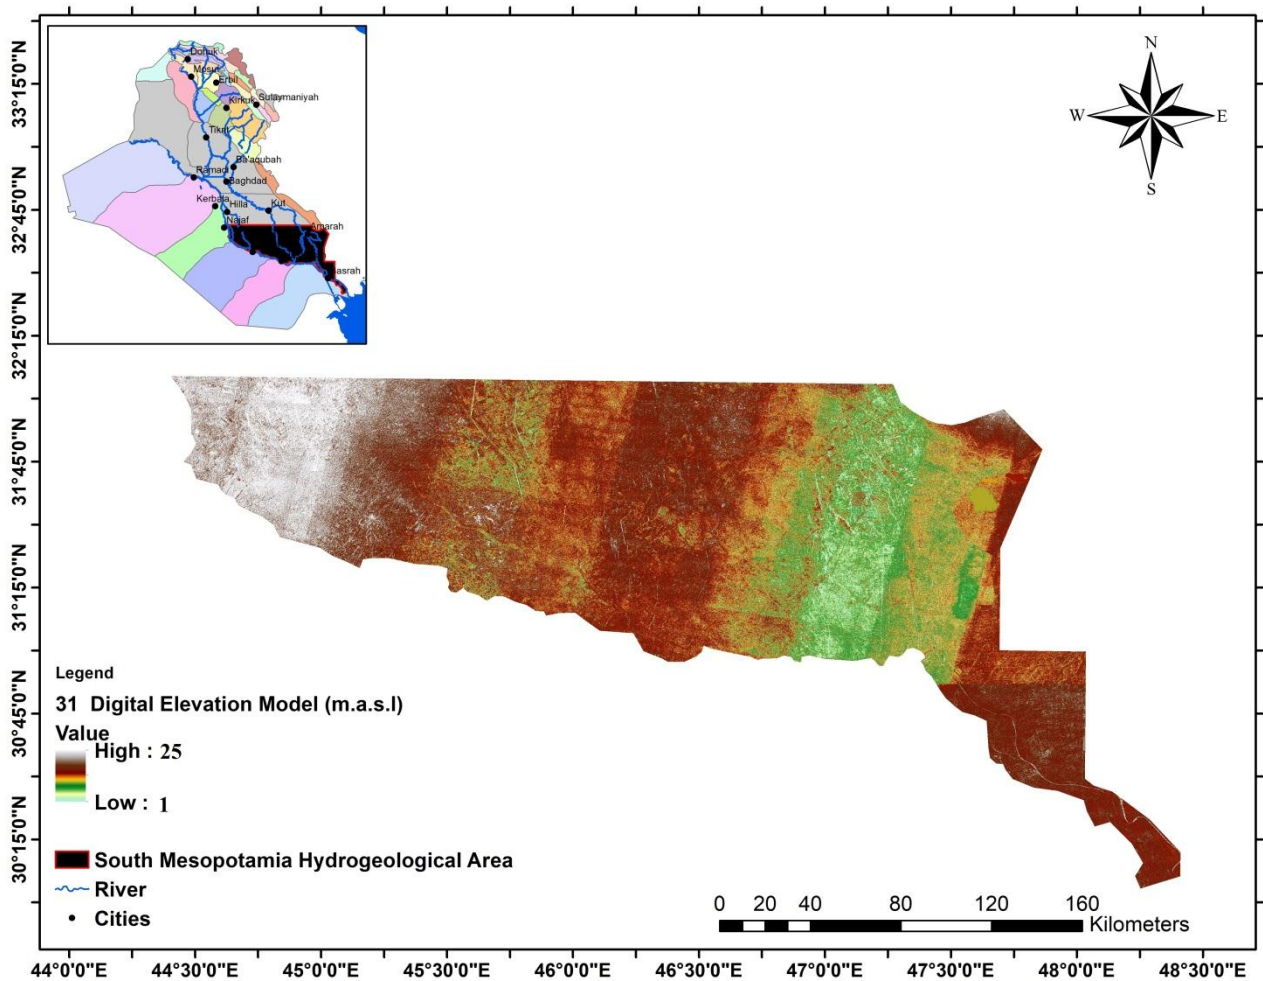 Dohuk
Mosul
Erbil
Sulaymaniyah
Kirkuk
Tikrit
Ba'aqubah
Ramadi
Baghdad
Kerbala
Hilla
Kut
Najaf
Amarah
asrah
N
W E
S
33°15'0"N
32°45'0"N
32°15'0"N
31°45'0"N
31°15'0"N
30°45'0"N
30°15'0"N
Legend
31 Digital Elevation Model (m.a.s.l)
Value
High : 25
Low : 1
South Mesopotamia Hydrogeological Area
River
Cities
0 20 40 80 120 160
Kilometers
44°0'0"E 44°30'0"E 45°0'0"E 45°30'0"E 46°0'0"E 46°30'0"E 47°0'0"E 47°30'0"E 48°0'0"E 48°30'0"E